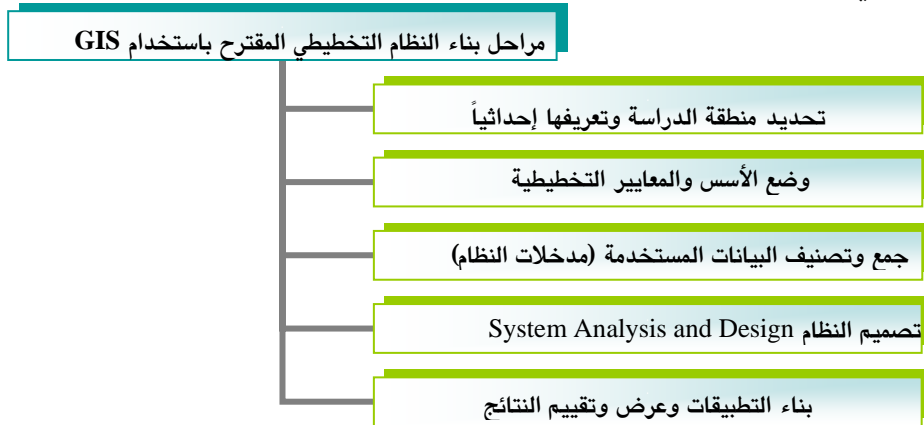 مراحل بناء النظام التخطيطي المقترح باستخدام GIS
تحديد منطقة الدراسة وتعريفها إحداثياً
وضع الأسس والمعايير التخطيطية
جمع وتصنيف البيانات المستخدمة (مدخلات النظام)
تصميم النظام System Analysis and Design
بناء التطبيقات وعرض وتقييم النتائج